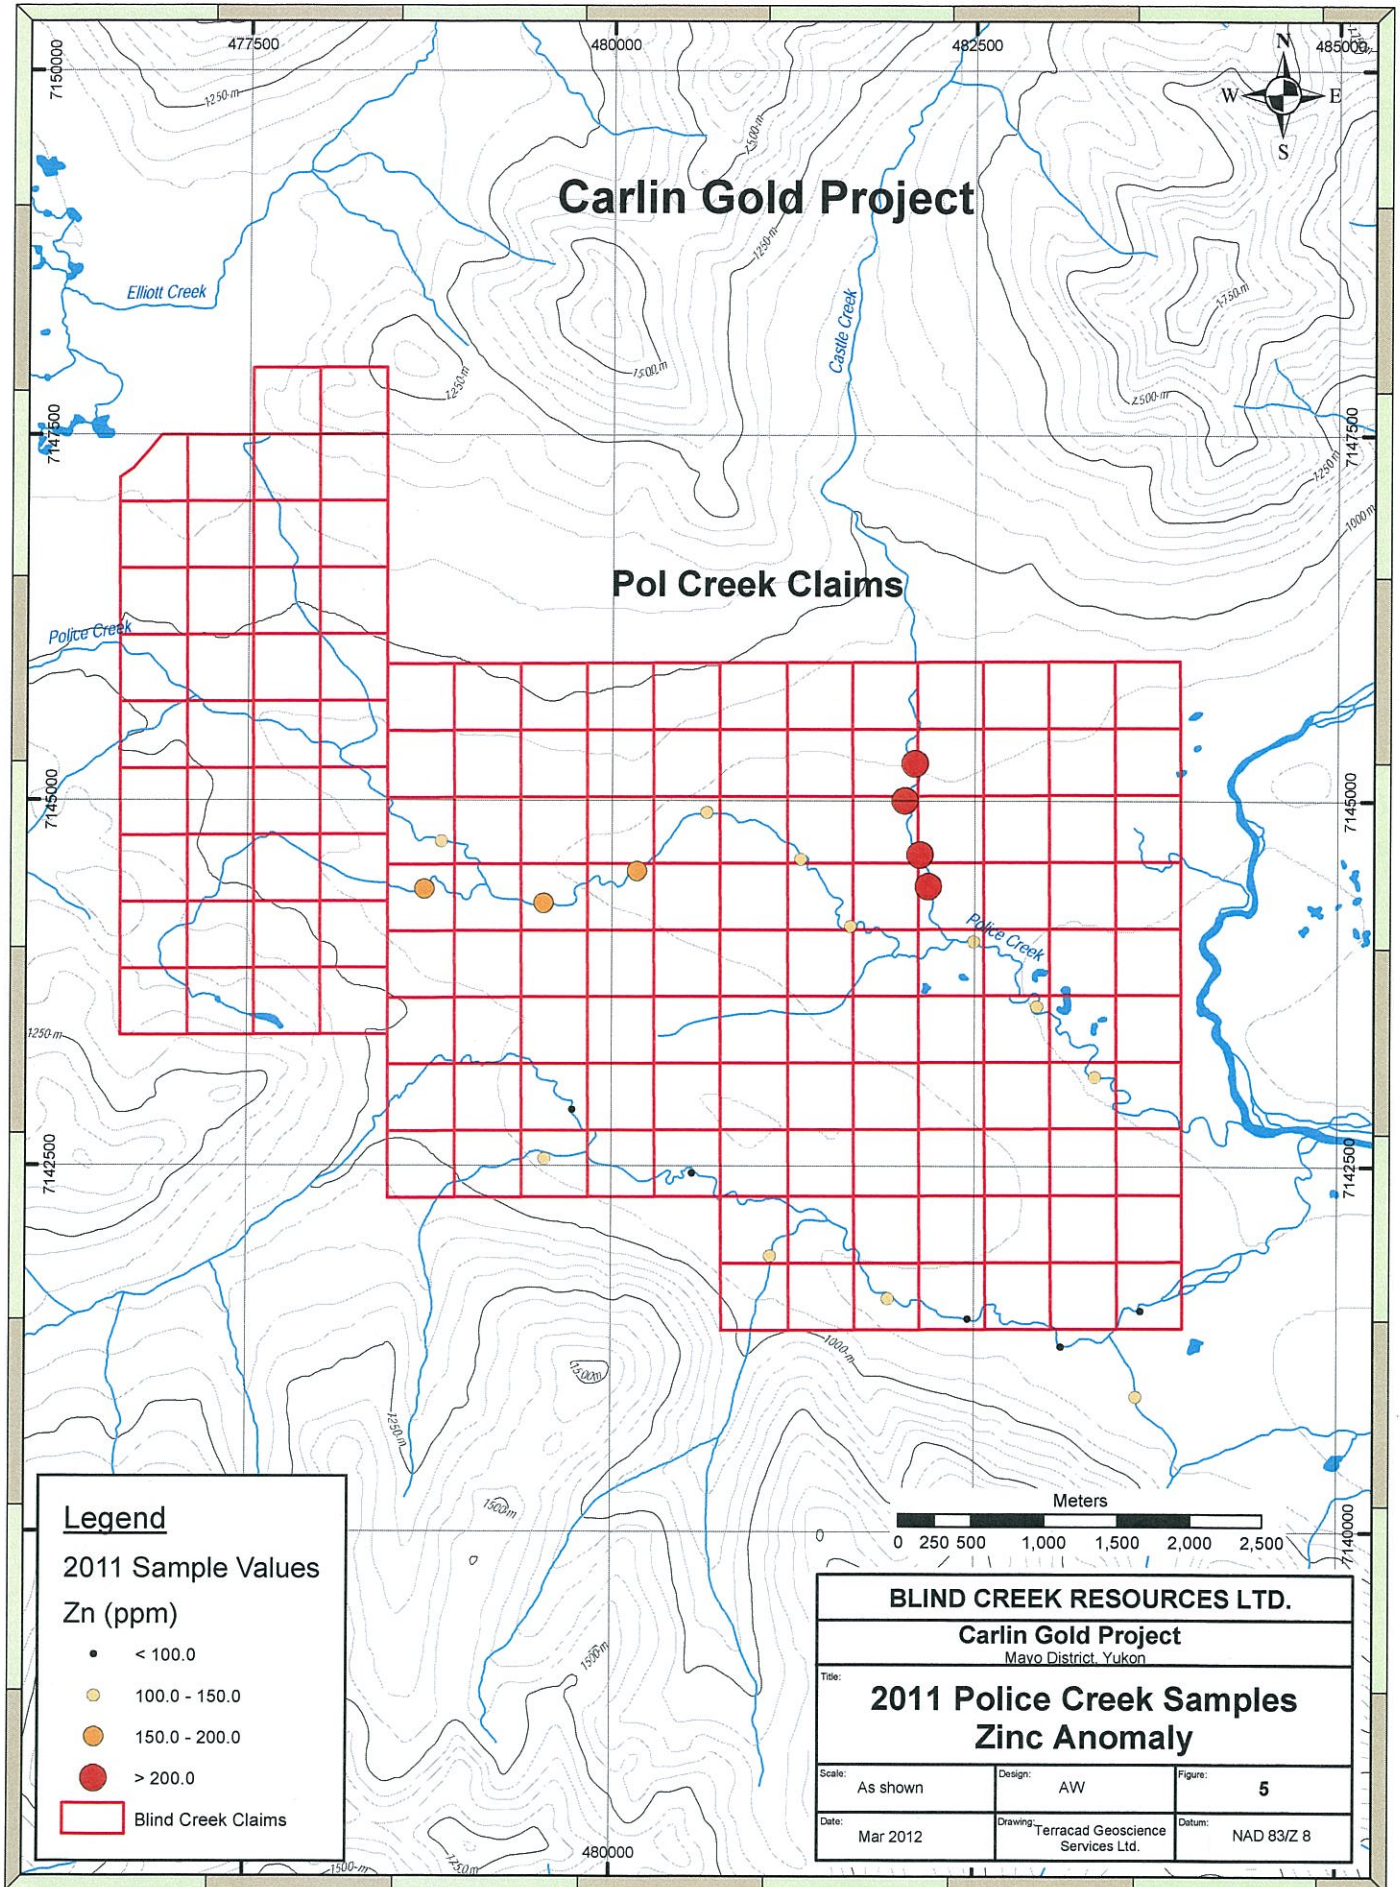 477500
480000
482500
485000
7150000
N
W
E
S
1250-m
1500-m
1250-m
Carlin Gold Project
Elliott Creek
Castle Creek
1750-m
1250-m
1500-m
2500-m
7147500
7147500
1250-m
1000 m
Pol Creek Claims
Police Creek
7145000
7145000
Police Creek
1250-m
7142500
7142500
1000-m
1500m
1250-m
1500-m
Meters
0 250 500 1,000 1,500 2,000 2,500
0
7140000
1500m
1500-m
1250-m
480000
Legend
2011 Sample Values
Zn (ppm)
< 100.0
100.0 - 150.0
150.0 - 200.0
> 200.0
Blind Creek Claims
BLIND CREEK RESOURCES LTD.
Carlin Gold Project
Mayo District, Yukon
Title:
2011 Police Creek Samples
Zinc Anomaly
Scale:
As shown
Design:
AW
Figure:
5
Date:
Mar 2012
Drawing:
Terracad Geoscience
Services Ltd.
Datum:
NAD 83/Z 8